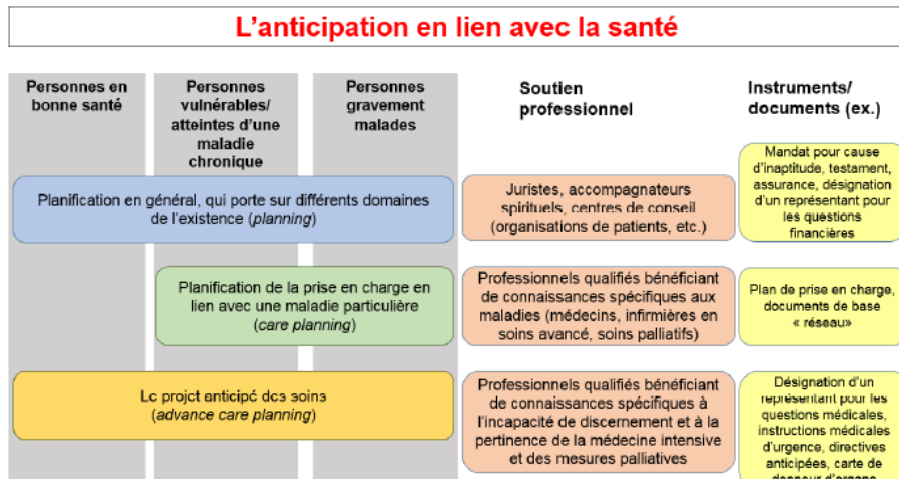 L'anticipation en lien avec la santé
Personnes en
bonne santé
Personnes
vulnérables/
atteintes d'une
maladie
chronique
Personnes
gravement
malades
Soutien
professionnel
Instruments/
documents (ex.)
Planification en général, qui porte sur différents domaines
de l'existence (planning)
Juristes, accompagnateurs
spirituels, centres de conseil
(organisations de patients, etc.)
Mandat pour cause
d'inaptitude, testament,
assurance, désignation
d'un représentant pour
les questions
financières
Planification de la prise en charge en
lien avec une maladie particulière
(care planning)
Professionnels qualifiés bénéficiant
de connaissances spécifiques aux
maladies (médecins, infirmières en
soins avancé, soins palliatifs)
Plan de prise en charge,
documents de base
« réseau»
Le projet anticipé des soins
(advance care planning)
Professionnels qualifiés bénéficiant
de connaissances spécifiques à
l'incapacité de discernement et à la
pertinence de la médecine intensive
et des mesures palliatives
Désignation d'un
représentant pour les
questions médicales,
instructions médicales
d'urgence, directives
anticipées, carte de
donneur d'organe